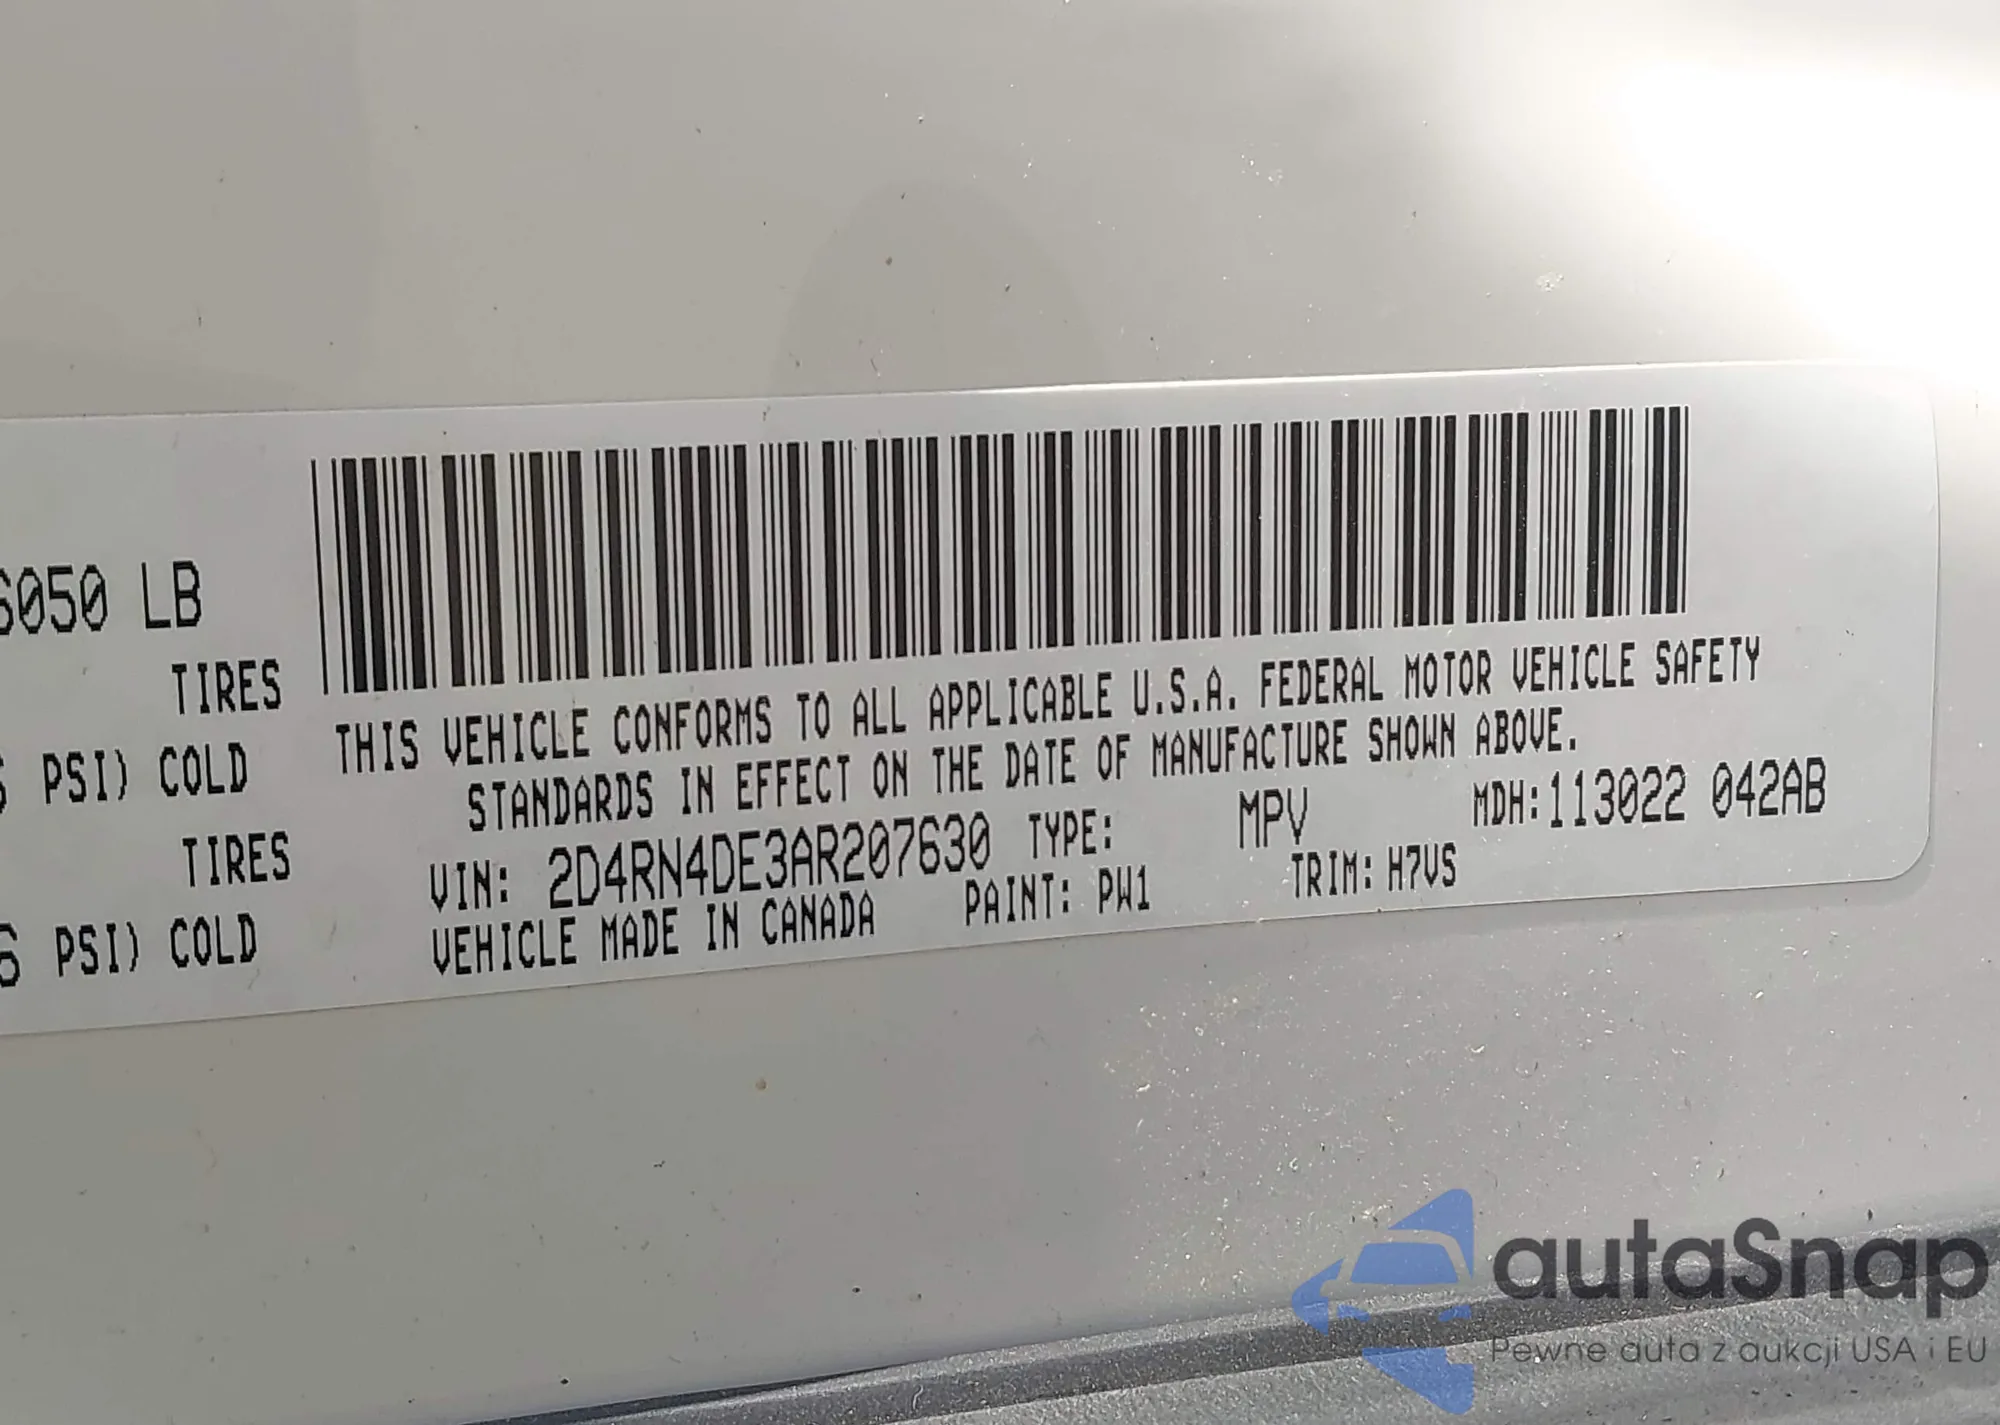 6050 LB
TIRES
PSI) COLD
TIRES
6 PSI) COLD
THIS VEHICLE CONFORMS TO ALL APPLICABLE U.S.A. FEDERAL MOTOR VEHICLE SAFETY
STANDARDS IN EFFECT ON THE DATE OF MANUFACTURE SHOWN ABOVE.
VIN: 2D4RN4DE3AR207630 TYPE: MPV MDH:113022 042AB
VEHICLE MADE IN CANADA PAINT: PW1 TRIM: H7VS
autaSnap
Pewne auta z aukcji USA i EU